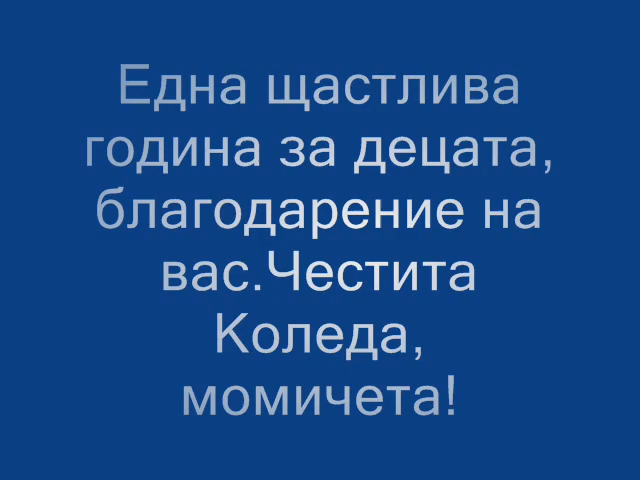 Една щастлива
година за децата,
благодарение на
вас.Честита
Коледа,
момичета!